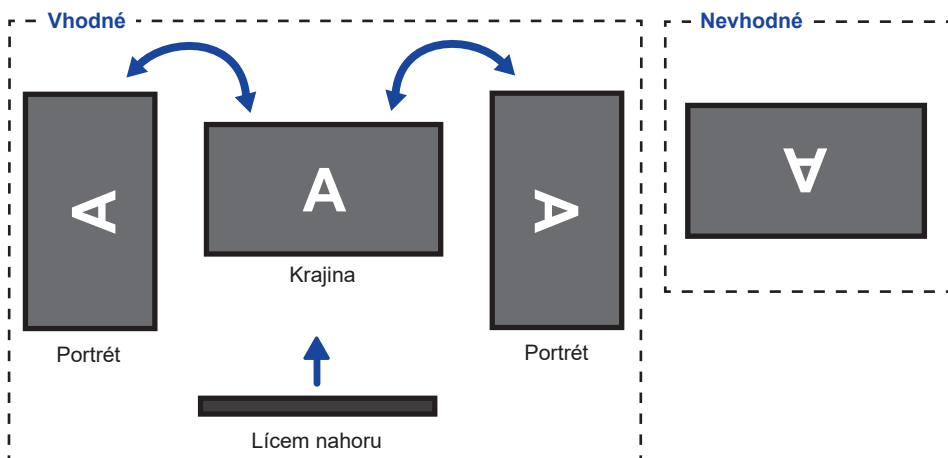 Vhodné
Nevhodné
A
A
A
A
Krajina
Portrét
Portrét
Lícem nahoru